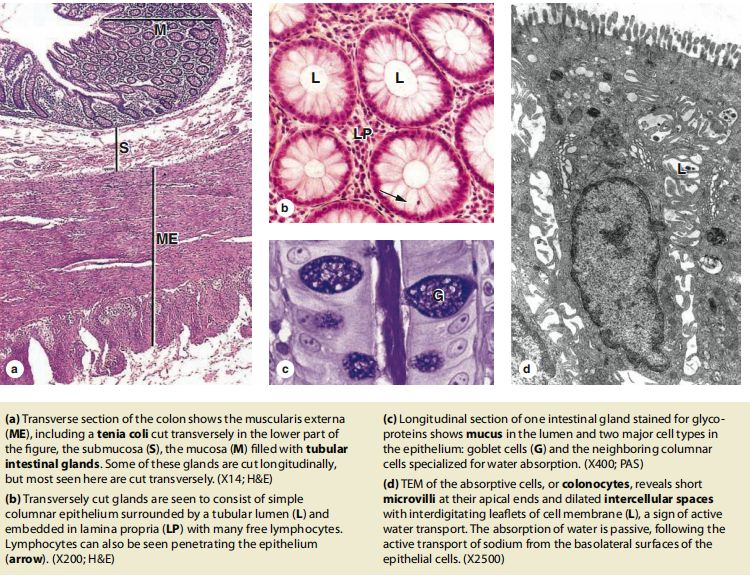 M
S
ME
a
L
L
LP
b
G
c
L
d
(a) Transverse section of the colon shows the muscularis externa
(ME), including a tenia coli cut transversely in the lower part of
the figure, the submucosa (S), the mucosa (M) filled with tubular
intestinal glands. Some of these glands are cut longitudinally,
but most seen here are cut transversely. (X14; H&E)
(b) Transversely cut glands are seen to consist of simple
columnar epithelium surrounded by a tubular lumen (L) and
embedded in lamina propria (LP) with many free lymphocytes.
Lymphocytes can also be seen penetrating the epithelium
(arrow). (X200; H&E)
(c) Longitudinal section of one intestinal gland stained for glyco-
proteins shows mucus in the lumen and two major cell types in
the epithelium: goblet cells (G) and the neighboring columnar
cells specialized for water absorption. (X400; PAS)
(d) TEM of the absorptive cells, or colonocytes, reveals short
microvilli at their apical ends and dilated intercellular spaces
with interdigitating leaflets of cell membrane (L), a sign of active
water transport. The absorption of water is passive, following the
active transport of sodium from the basolateral surfaces of the
epithelial cells. (X2500)